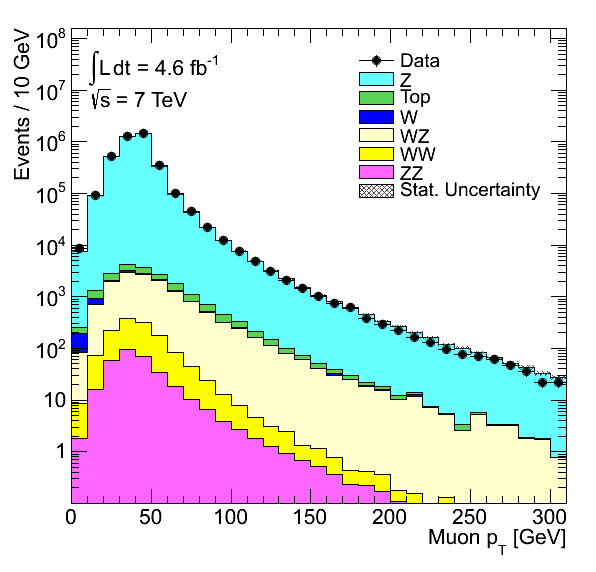 Events / 10 GeV
10⁸
10⁷
10⁶
10⁵
10⁴
10³
10²
10
1
∫L dt = 4.6 fb⁻¹
√s = 7 TeV
Data
Z
Top
W
WZ
WW
ZZ
Stat. Uncertainty
0 50 100 150 200 250 300
Muon p_T [GeV]